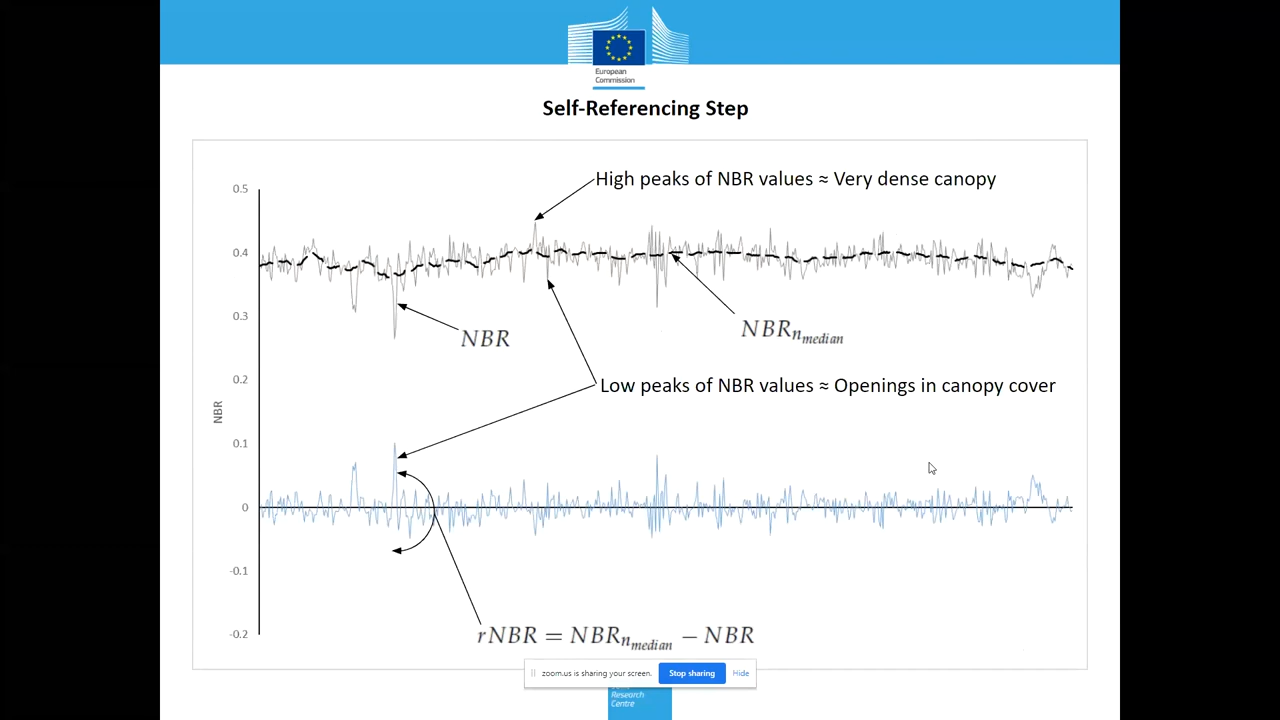 European
Commission
Self-Referencing Step
High peaks of NBR values ≈ Very dense canopy
0.5
0.4
0.3
NBR
NBRnmedian
0.2
Low peaks of NBR values ≈ Openings in canopy cover
NBR
0.1
0
-0.1
-0.2
rNBR = NBRnmedian − NBR
zoom.us is sharing your screen.
Stop sharing
Hide
Research
Centre